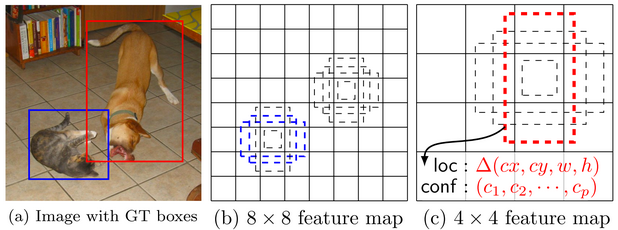 loc : Δ(cx, cy, w, h)
conf : (c₁, c₂, ⋯, cₚ)
(a) Image with GT boxes
(b) 8 × 8 feature map
(c) 4 × 4 feature map